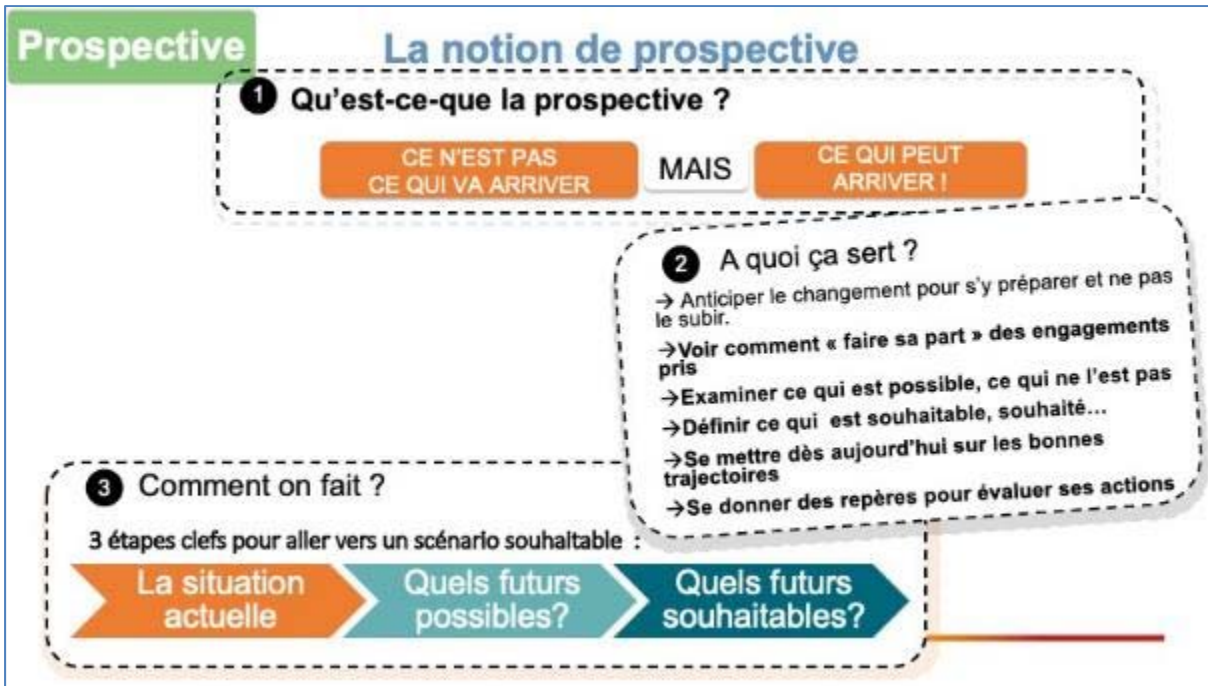 Prospective
La notion de prospective
1 Qu'est-ce-que la prospective ?
CE N'EST PAS
CE QUI VA ARRIVER
MAIS
CE QUI PEUT
ARRIVER !
2 A quoi ça sert ?
→ Anticiper le changement pour s'y préparer et ne pas
le subir.
→Voir comment « faire sa part » des engagements
pris
→Examiner ce qui est possible, ce qui ne l'est pas
→Définir ce qui est souhaitable, souhaité…
→Se mettre dès aujourd'hui sur les bonnes
trajectoires
→Se donner des repères pour évaluer ses actions
3 Comment on fait ?
3 étapes clefs pour aller vers un scénario souhaitable :
La situation
actuelle
Quels futurs
possibles?
Quels futurs
souhaitables?